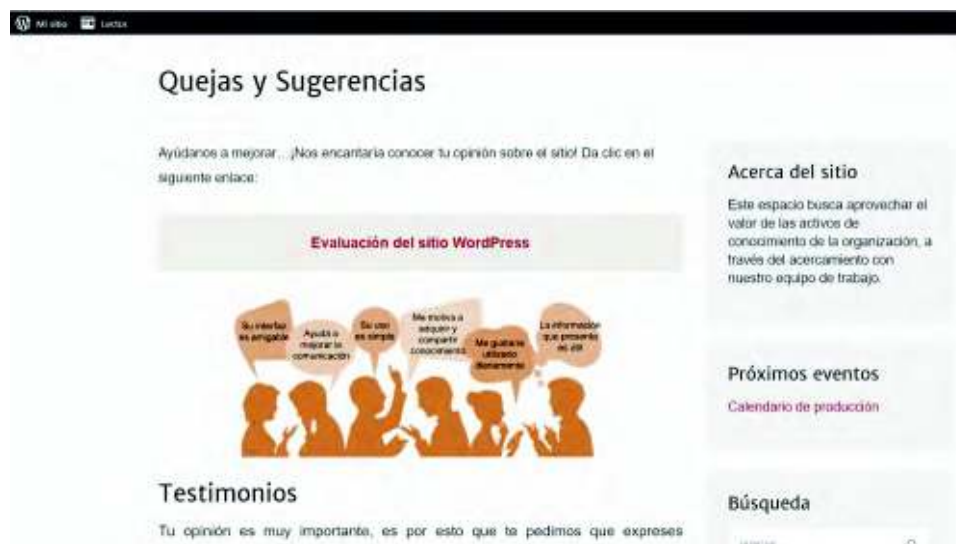 Mi sitio
Lector
Quejas y Sugerencias
Ayúdanos a mejorar... ¡Nos encantaría conocer tu opinión sobre el sitio! Da clic en el
siguiente enlace:
Evaluación del sitio WordPress
Su interfaz
es amigable
Ayuda a
mejorar la
comunicación
Su uso
es simple
Me motiva a
adquirir y
compartir
conocimiento
Me gustaría
utilizarlo
diariamente
La información
que presenta
es útil
Testimonios
Tu opinión es muy importante, es por esto que te pedimos que expreses
Acerca del sitio
Este espacio busca aprovechar el
valor de las activos de
conocimiento de la organización, a
través del acercamiento con
nuestro equipo de trabajo.
Próximos eventos
Calendario de producción
Búsqueda